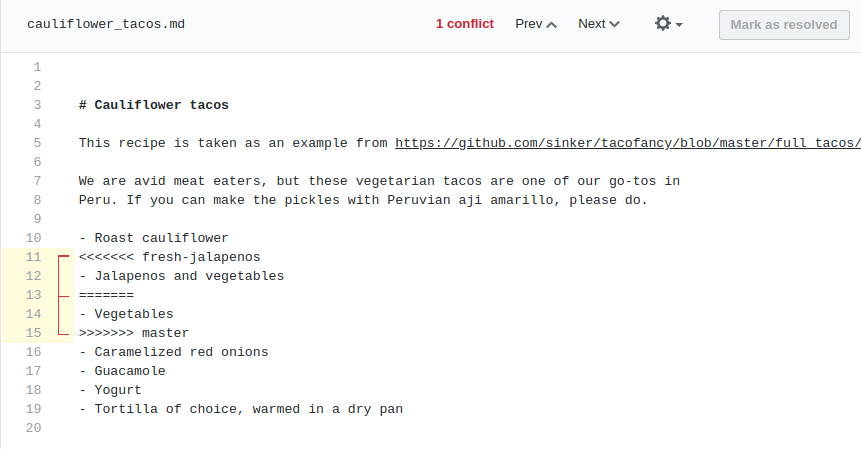 cauliflower_tacos.md 1 conflict Prev Next Mark as resolved
1
2
3 # Cauliflower tacos
4
5 This recipe is taken as an example from https://github.com/sinker/tacofancy/blob/master/full_tacos/
6
7 We are avid meat eaters, but these vegetarian tacos are one of our go-tos in
8 Peru. If you can make the pickles with Peruvian aji amarillo, please do.
9
10 - Roast cauliflower
11 <<<<<<< fresh-jalapenos
12 - Jalapenos and vegetables
13 =======
14 - Vegetables
15 >>>>>>> master
16 - Caramelized red onions
17 - Guacamole
18 - Yogurt
19 - Tortilla of choice, warmed in a dry pan
20